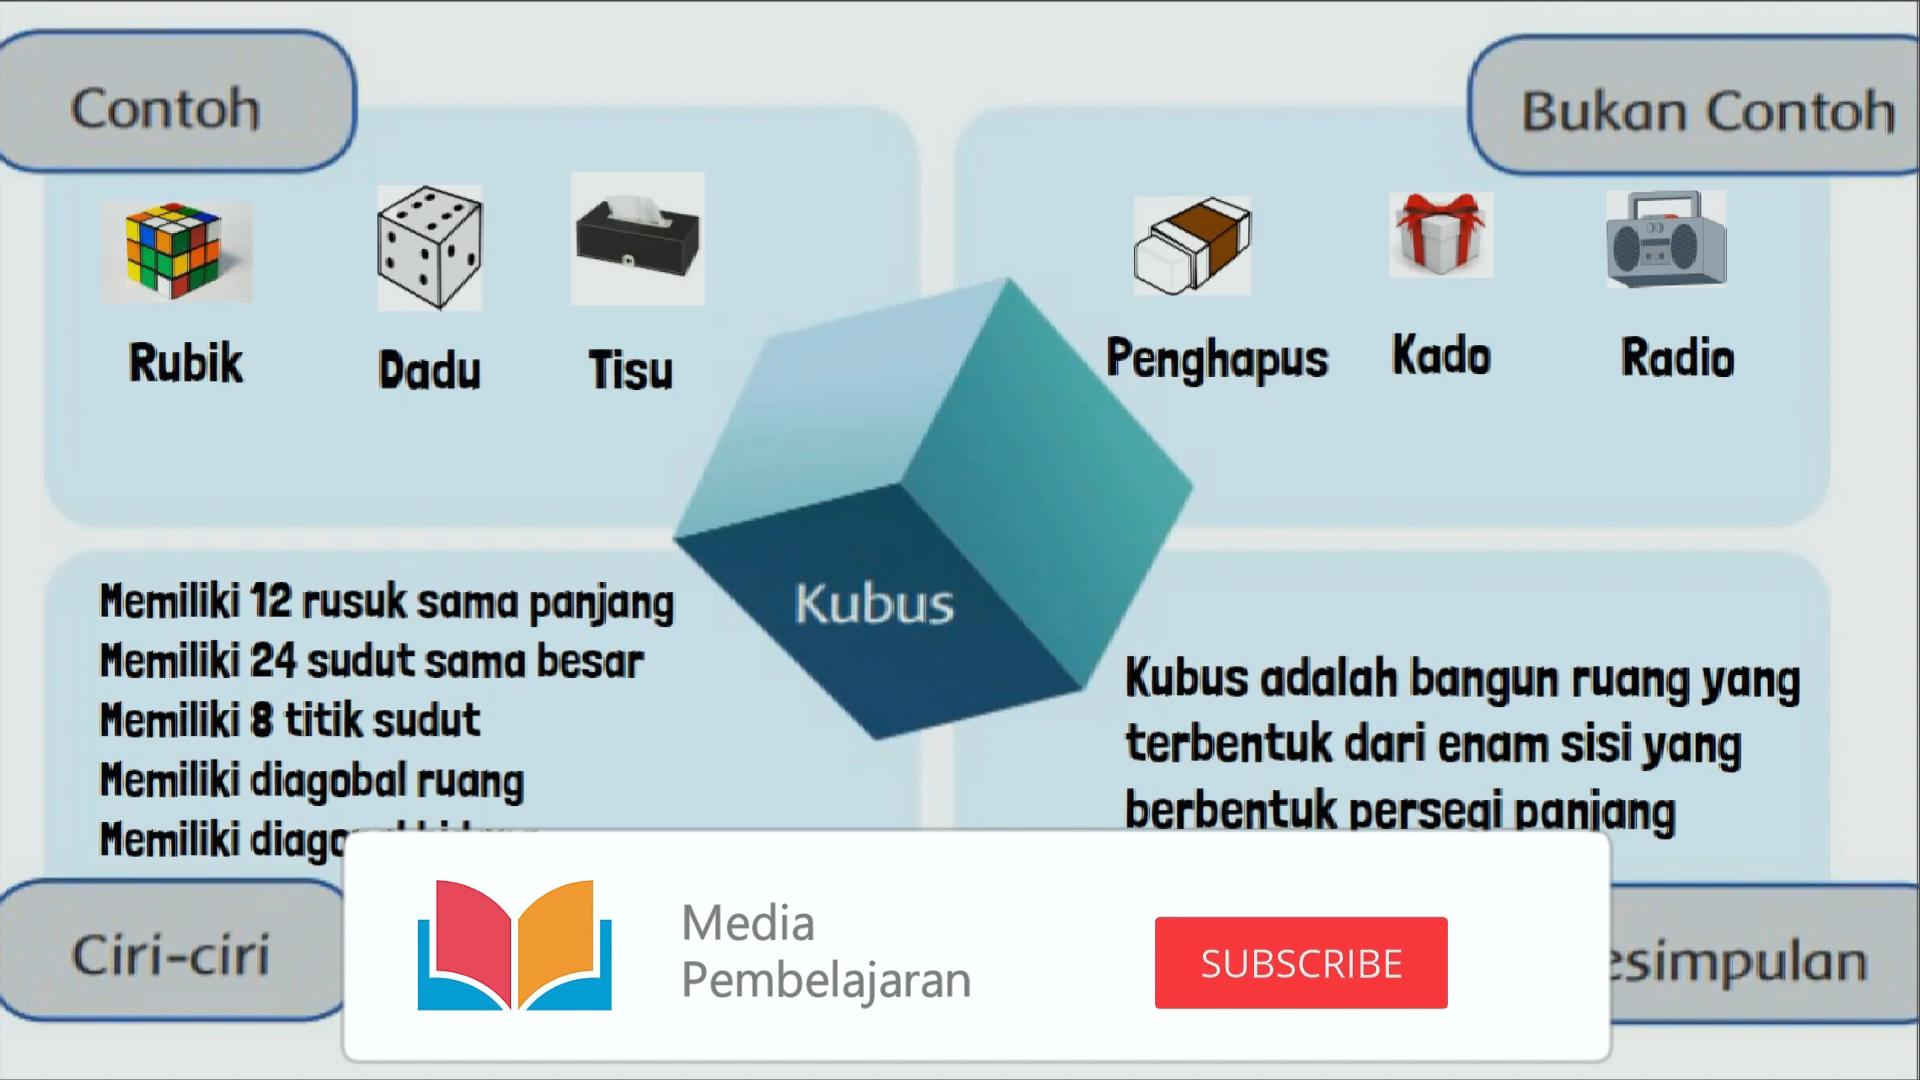 Contoh
Bukan Contoh
Rubik
Dadu
Tisu
Penghapus
Kado
Radio
Kubus
Memiliki 12 rusuk sama panjang
Memiliki 24 sudut sama besar
Memiliki 8 titik sudut
Memiliki diagobal ruang
Memiliki
Kubus adalah bangun ruang yang
terbentuk dari enam sisi yang
berbentuk persegi panjang
Ciri-ciri
Media
Pembelajaran
SUBSCRIBE